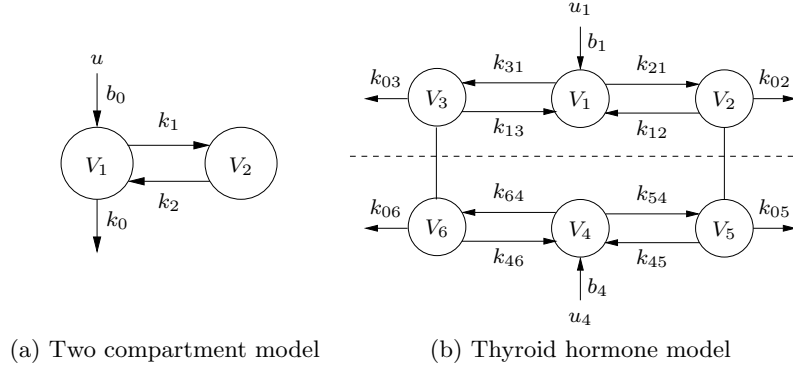 u
b₀
k₁
V₁
V₂
k₂
k₀
(a) Two compartment model
u₁
b₁
k₀₃
k₃₁
k₂₁
k₀₂
V₃
V₁
V₂
k₁₃
k₁₂
k₀₆
k₆₄
k₅₄
k₀₅
V₆
V₄
V₅
k₄₆
k₄₅
b₄
u₄
(b) Thyroid hormone model